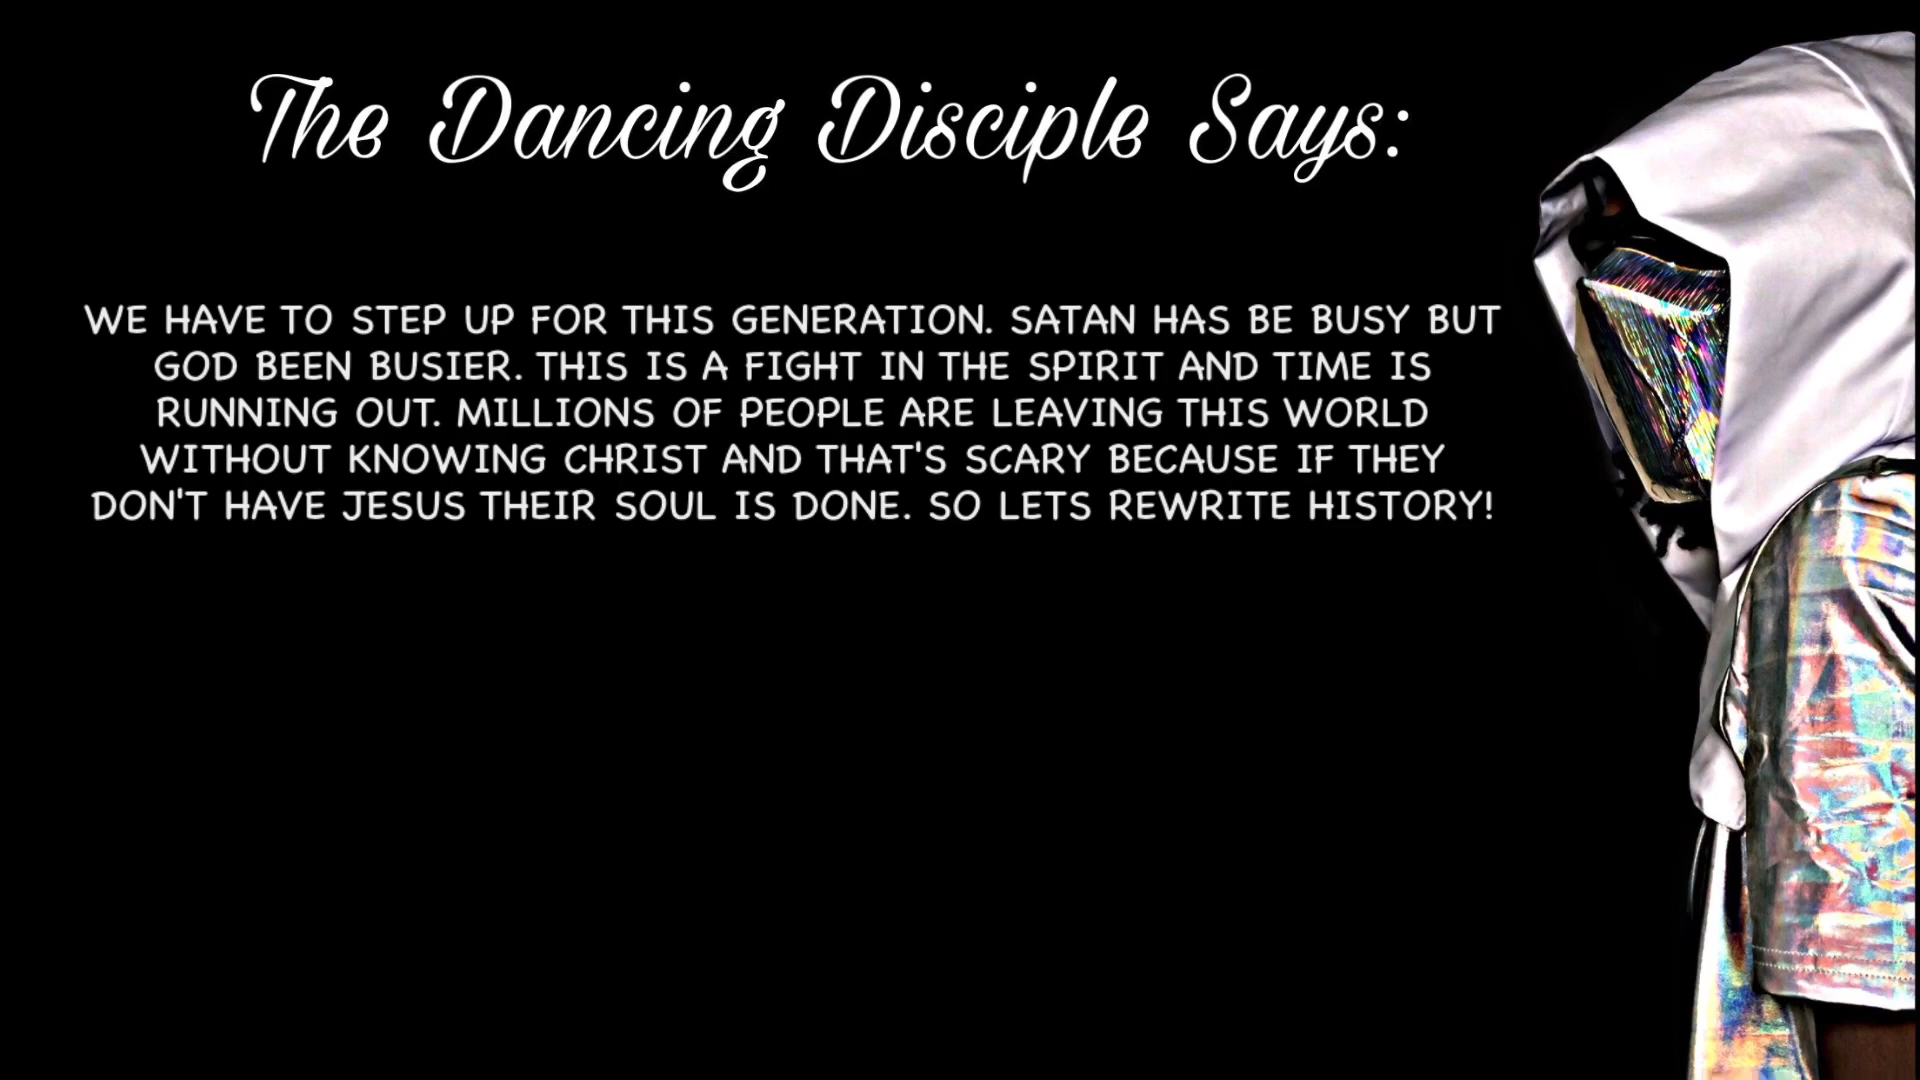 The Dancing Disciple Says:
WE HAVE TO STEP UP FOR THIS GENERATION. SATAN HAS BE BUSY BUT
GOD BEEN BUSIER. THIS IS A FIGHT IN THE SPIRIT AND TIME IS
RUNNING OUT. MILLIONS OF PEOPLE ARE LEAVING THIS WORLD
WITHOUT KNOWING CHRIST AND THAT'S SCARY BECAUSE IF THEY
DON'T HAVE JESUS THEIR SOUL IS DONE. SO LETS REWRITE HISTORY!